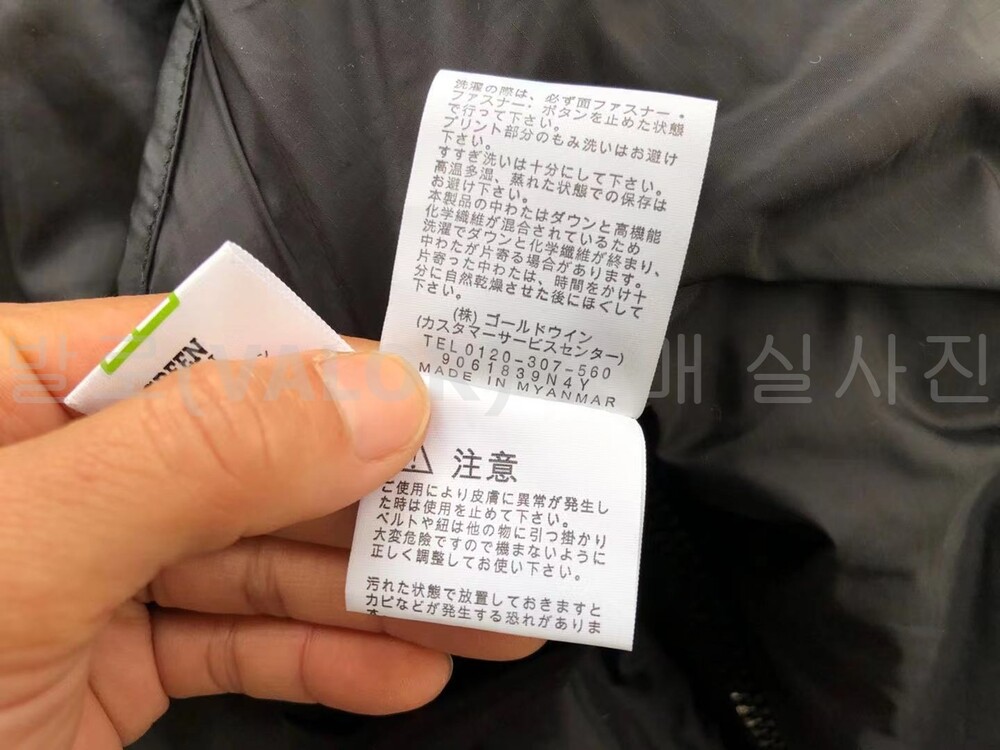 洗濯の際は、必ず面ファスナー・
ファスナー・ボタンを止めた状態
で行って下さい。
プリント部分のもみ洗いはお避け
下さい。
すすぎ洗いは十分にして下さい。
高温多湿、蒸れた状態での保存は
お避け下さい。
本製品の中わたはダウンと高機能
化学繊維が混合されているため
洗濯でダウンと化学繊維が終まり、
中わたが片寄る場合があります。
片寄った中わたは、時間をかけ十
分に自然乾燥させた後にほぐして
下さい。
(株) ゴールドウイン
(カスタマーサービスセンター)
TEL0120-307-560
9061839N4Y
MADE IN MYANMAR
GREEN
발로(VALOR) 매 실사진
注意
ご使用により皮膚に異常が発生し
た時は使用を止めて下さい。
ベルトや紐は他の物に引っ掛かり
大変危険ですので機まないように
正しく調整してお使い下さい。
汚れた状態で放置しておきますと
カビなどが発生する恐れがありま